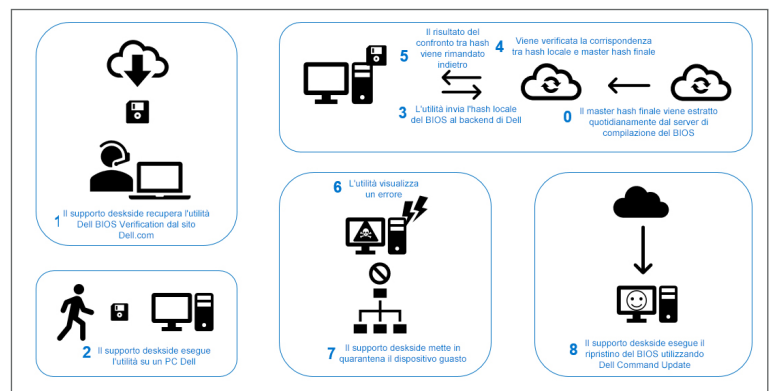 1 Il supporto deskside recupera l'utilità
Dell BIOS Verification dal sito
Dell.com
2 Il supporto deskside esegue
l'utilità su un PC Dell
5 Il risultato del
confronto tra hash
viene rimandato
indietro
4 Viene verificata la corrispondenza
tra hash locale e master hash finale
3 L'utilità invia l'hash locale
del BIOS al backend di Dell
0 Il master hash finale viene estratto
quotidianamente dal server di
compilazione del BIOS
6 L'utilità visualizza
un errore
7 Il supporto deskside mette in
quarantena il dispositivo guasto
8 Il supporto deskside esegue il
ripristino del BIOS utilizzando
Dell Command Update